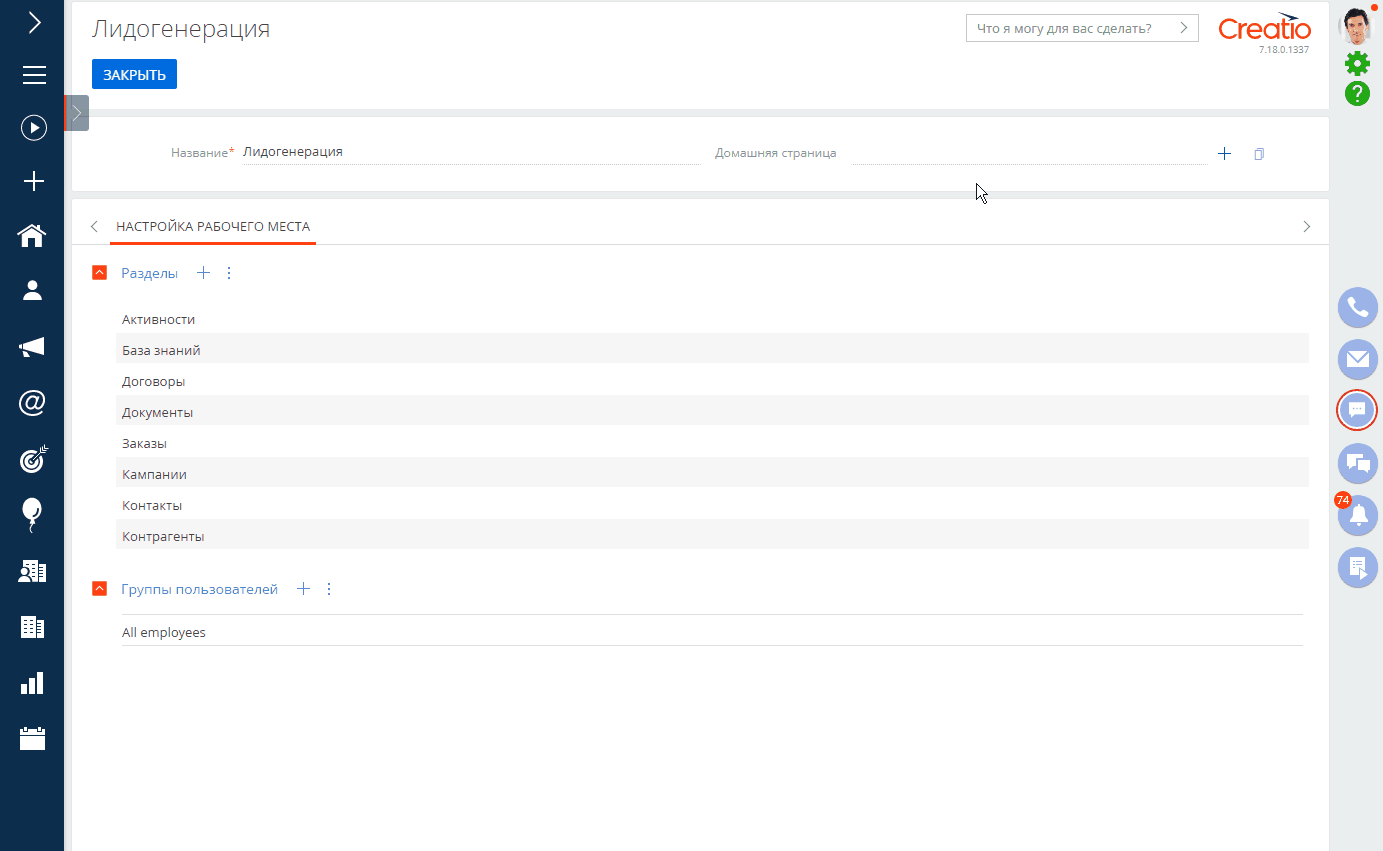 Лидогенерация
Что я могу для вас сделать?
Creatio
7.18.0.1337
ЗАКРЫТЬ
Название* Лидогенерация
Домашняя страница
НАСТРОЙКА РАБОЧЕГО МЕСТА
Разделы
Активности
База знаний
Договоры
Документы
Заказы
Кампании
Контакты
Контрагенты
Группы пользователей
All employees
74